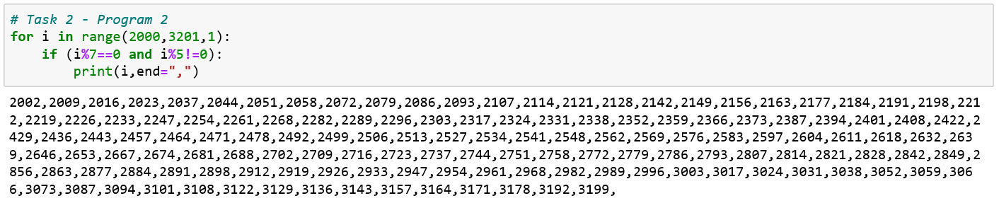 # Task 2 - Program 2
for i in range(2000,3201,1):
    if (i%7==0 and i%5!=0):
        print(i,end=",")
2002,2009,2016,2023,2037,2044,2051,2058,2072,2079,2086,2093,2107,2114,2121,2128,2142,2149,2156,2163,2177,2184,2191,2198,221
2,2219,2226,2233,2247,2254,2261,2268,2282,2289,2296,2303,2317,2324,2331,2338,2352,2359,2366,2373,2387,2394,2401,2408,2422,2
429,2436,2443,2457,2464,2471,2478,2492,2499,2506,2513,2527,2534,2541,2548,2562,2569,2576,2583,2597,2604,2611,2618,2632,263
9,2646,2653,2667,2674,2681,2688,2702,2709,2716,2723,2737,2744,2751,2758,2772,2779,2786,2793,2807,2814,2821,2828,2842,2849,2
856,2863,2877,2884,2891,2898,2912,2919,2926,2933,2947,2954,2961,2968,2982,2989,2996,3003,3017,3024,3031,3038,3052,3059,306
6,3073,3087,3094,3101,3108,3122,3129,3136,3143,3157,3164,3171,3178,3192,3199,